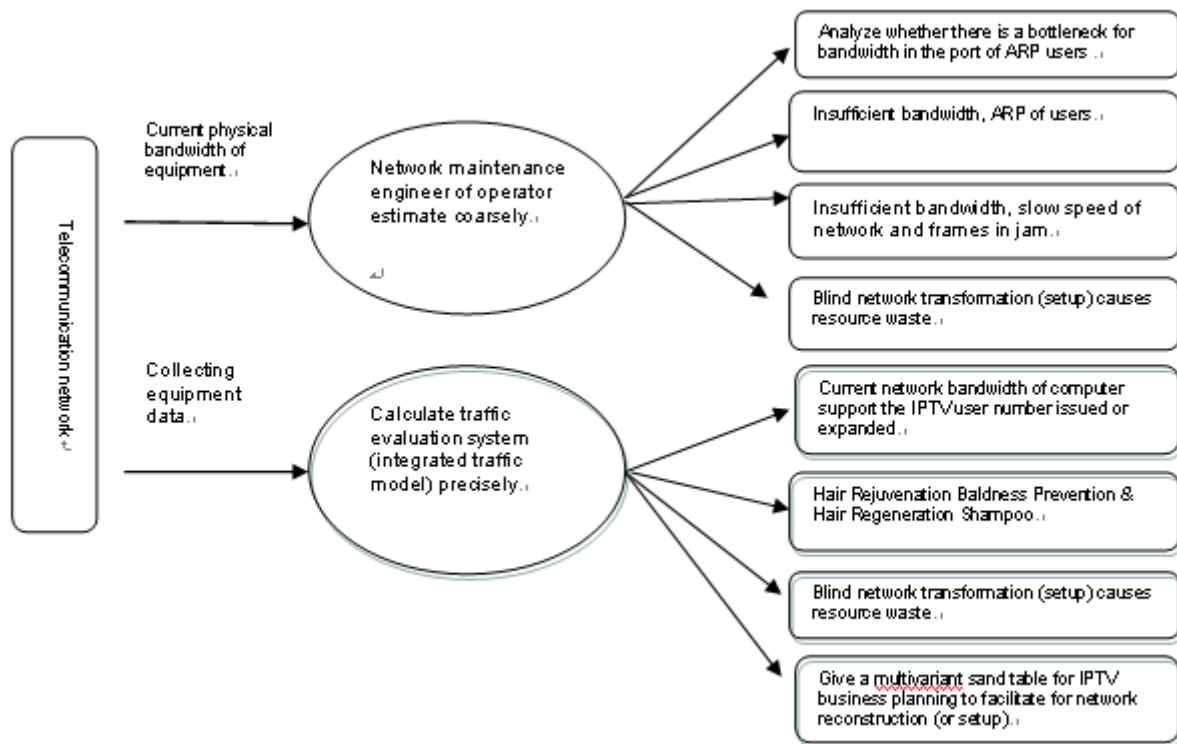 Telecommunication network
Current physical
bandwidth of
equipment.
Network maintenance
engineer of operator
estimate coarsely.
Analyze whether there is a bottleneck for
bandwidth in the port of ARP users .
Insufficient bandwidth, ARP of users.
Insufficient bandwidth, slow speed of
network and frames in jam.
Blind network transformation (setup) causes
resource waste.
Collecting
equipment
data.
Calculate traffic
evaluation system
(integrated traffic
model) precisely.
Current network bandwidth of computer
support the IPTV user number issued or
expanded.
Hair Rejuvenation Baldness Prevention &
Hair Regeneration Shampoo.
Blind network transformation (setup) causes
resource waste.
Give a multivariant sand table for IPTV
business planning to facilitate for network
reconstruction (or setup).